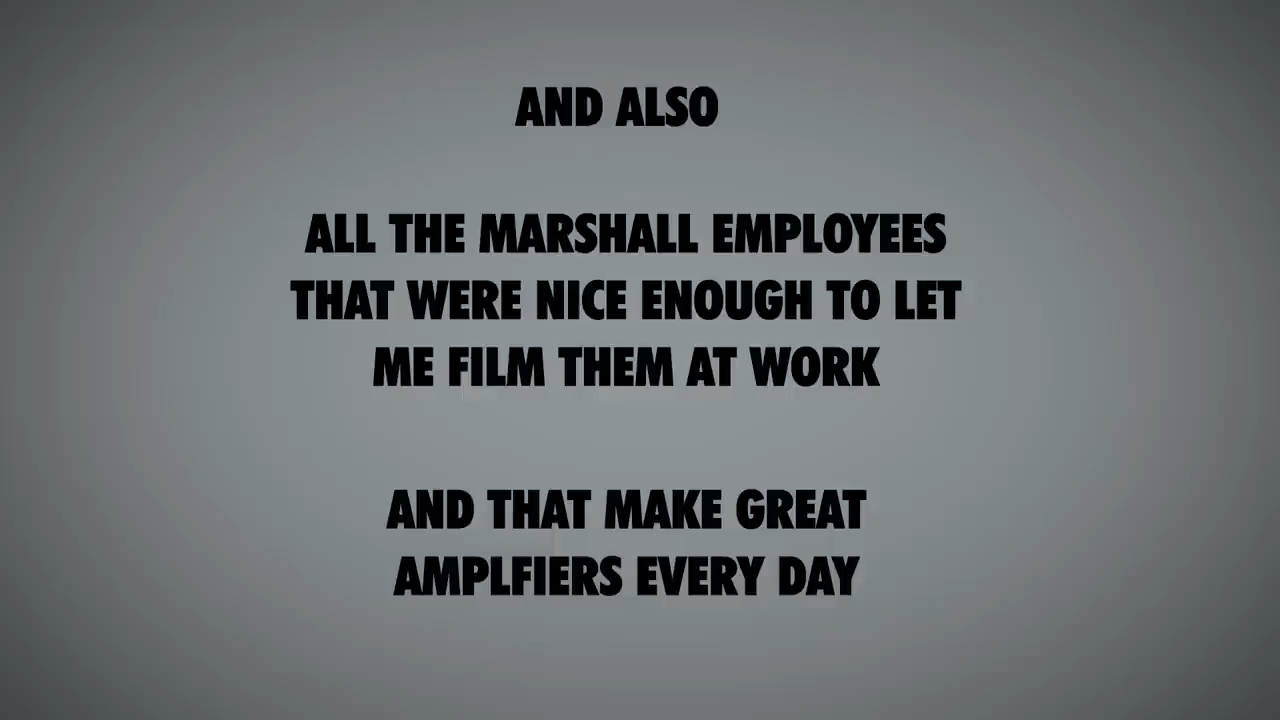 AND ALSO
ALL THE MARSHALL EMPLOYEES
THAT WERE NICE ENOUGH TO LET
ME FILM THEM AT WORK
AND THAT MAKE GREAT
AMPLFIERS EVERY DAY